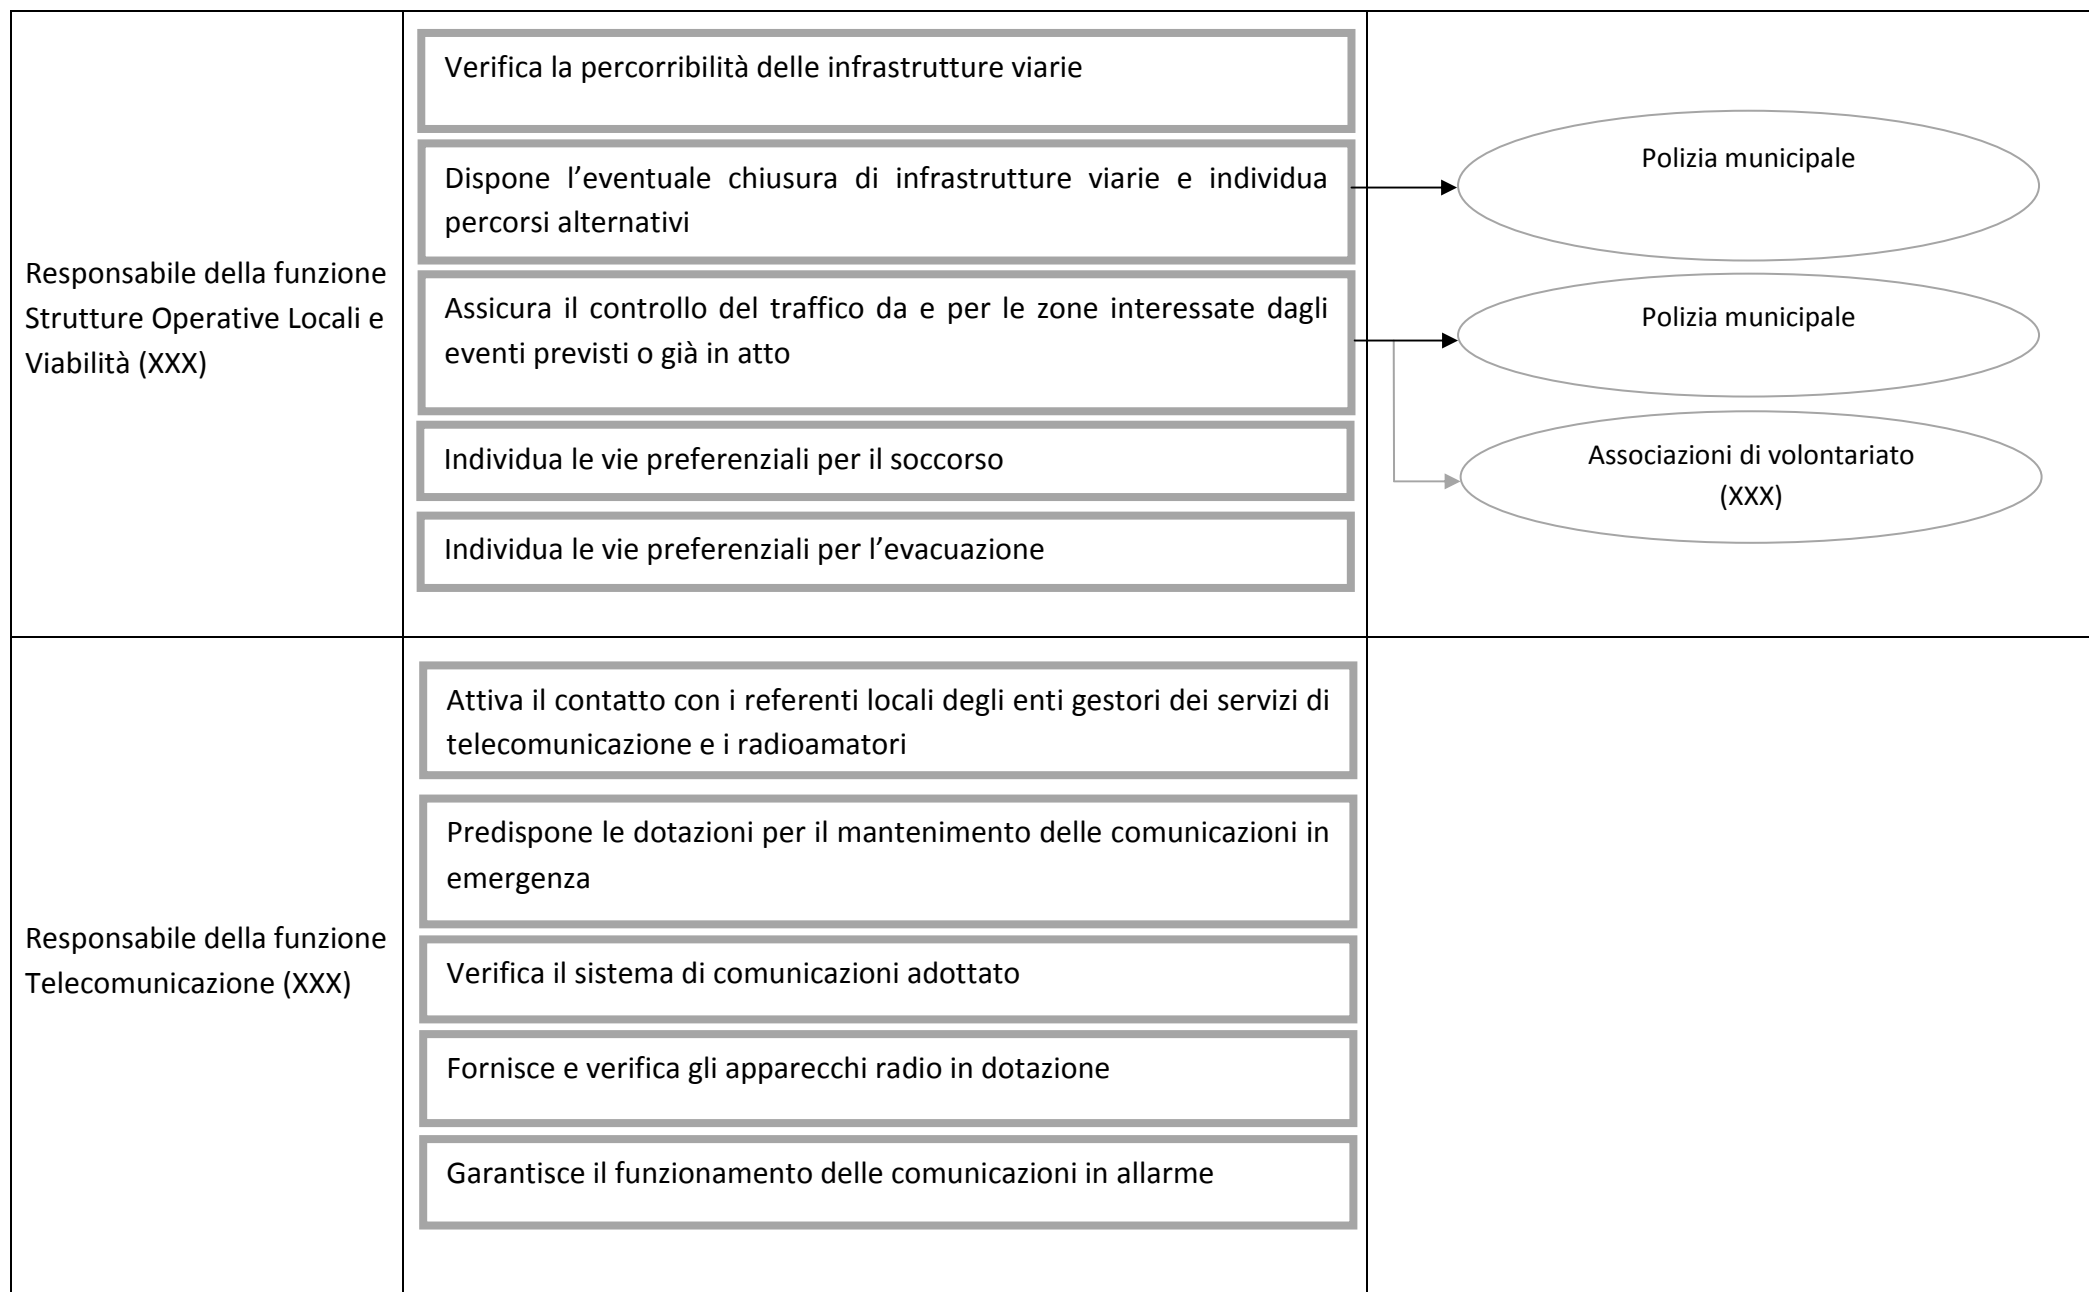 Responsabile della funzione
Strutture Operative Locali e
Viabilità (XXX)
Verifica la percorribilità delle infrastrutture viarie
Dispone l’eventuale chiusura di infrastrutture viarie e individua
percorsi alternativi
Assicura il controllo del traffico da e per le zone interessate dagli
eventi previsti o già in atto
Individua le vie preferenziali per il soccorso
Individua le vie preferenziali per l’evacuazione
Polizia municipale
Polizia municipale
Associazioni di volontariato
(XXX)
Responsabile della funzione
Telecomunicazione (XXX)
Attiva il contatto con i referenti locali degli enti gestori dei servizi di
telecomunicazione e i radioamatori
Predispone le dotazioni per il mantenimento delle comunicazioni in
emergenza
Verifica il sistema di comunicazioni adottato
Fornisce e verifica gli apparecchi radio in dotazione
Garantisce il funzionamento delle comunicazioni in allarme